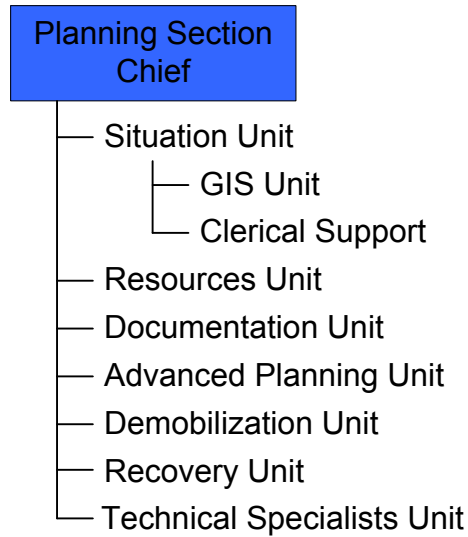 Planning Section
Chief
Situation Unit
GIS Unit
Clerical Support
Resources Unit
Documentation Unit
Advanced Planning Unit
Demobilization Unit
Recovery Unit
Technical Specialists Unit